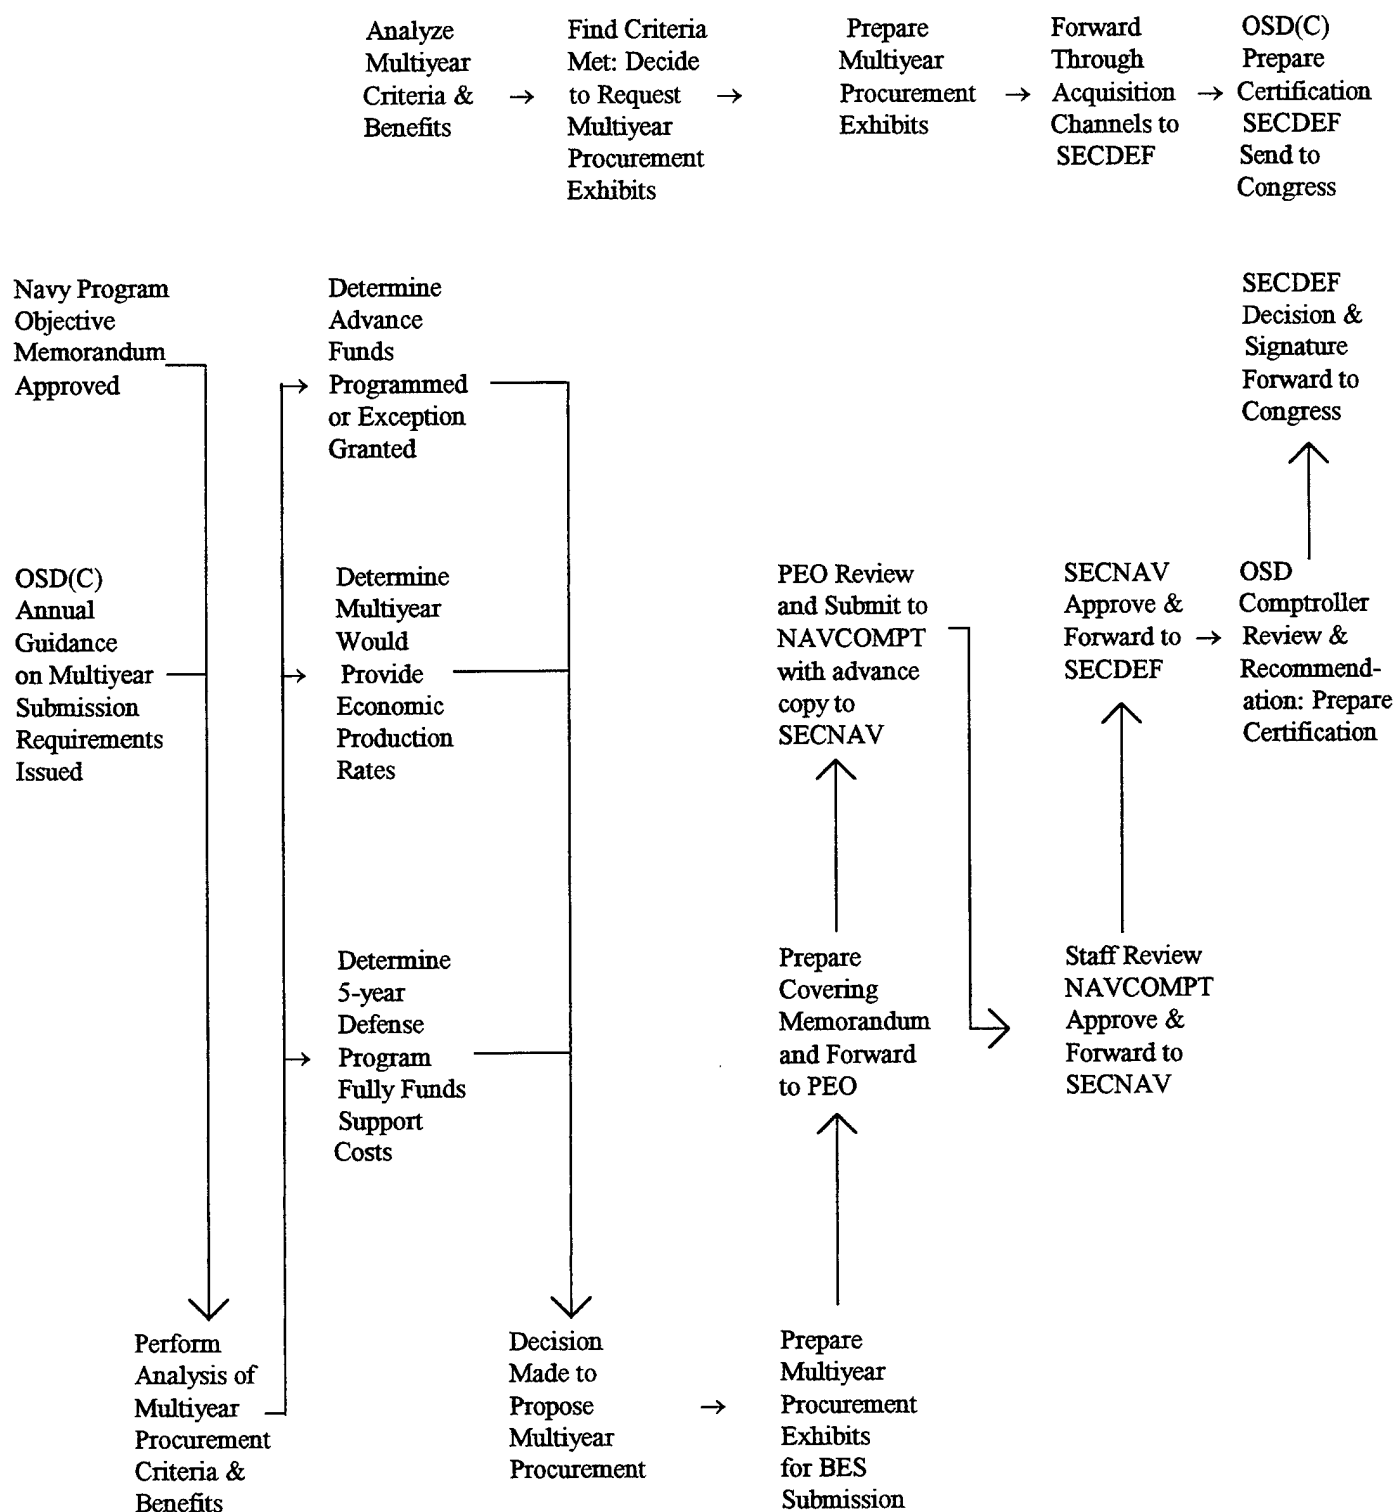 Analyze
Multiyear
Criteria &
Benefits
→
Find Criteria
Met: Decide
to Request
Multiyear
Procurement
Exhibits
→
Prepare
Multiyear
Procurement
Exhibits
→
Forward
Through
Acquisition
Channels to
SECDEF
→
OSD(C)
Prepare
Certification
SECDEF
Send to
Congress
Navy Program
Objective
Memorandum
Approved
OSD(C)
Annual
Guidance
on Multiyear
Submission
Requirements
Issued
Perform
Analysis of
Multiyear
Procurement
Criteria &
Benefits
→
Determine
Advance
Funds
Programmed
or Exception
Granted
→
Determine
Multiyear
Would
Provide
Economic
Production
Rates
→
Determine
5-year
Defense
Program
Fully Funds
Support
Costs
Decision
Made to
Propose
Multiyear
Procurement
→
Prepare
Multiyear
Procurement
Exhibits
for BES
Submission
Prepare
Covering
Memorandum
and Forward
to PEO
PEO Review
and Submit to
NAVCOMPT
with advance
copy to
SECNAV
Staff Review
NAVCOMPT
Approve &
Forward to
SECNAV
SECNAV
Approve &
Forward to
SECDEF
→
OSD
Comptroller
Review &
Recommend-
ation: Prepare
Certification
SECDEF
Decision &
Signature
Forward to
Congress